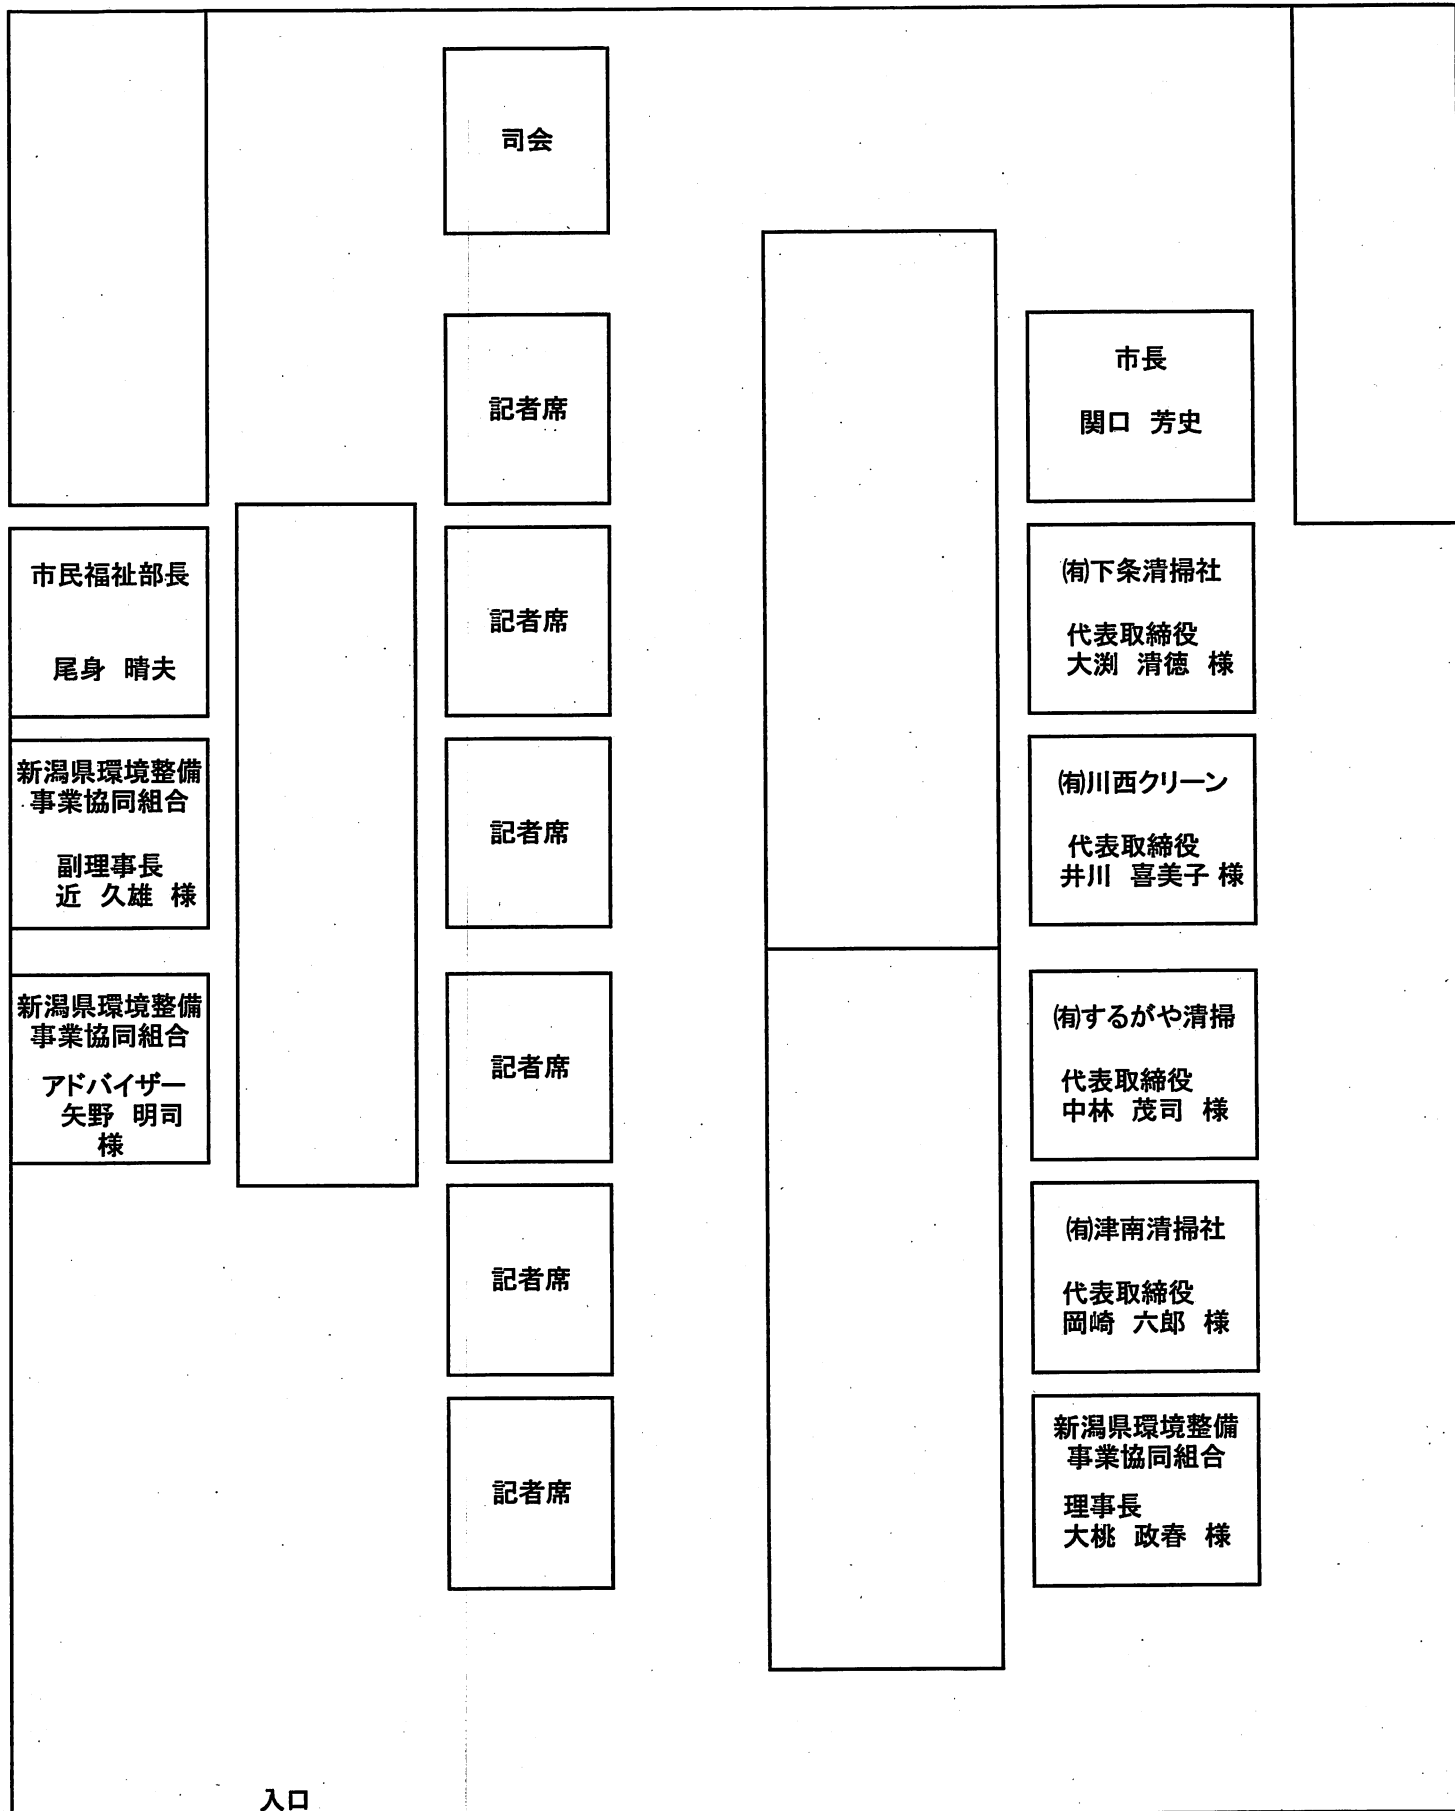 司会
記者席
記者席
記者席
記者席
記者席
記者席
市長
関口 芳史
㈲下条清掃社
代表取締役
大渕 清徳 様
㈲川西クリーン
代表取締役
井川 喜美子 様
㈲するがや清掃
代表取締役
中林 茂司 様
㈲津南清掃社
代表取締役
岡崎 六郎 様
新潟県環境整備
事業協同組合
理事長
大桃 政春 様
市民福祉部長
尾身 晴夫
新潟県環境整備
事業協同組合
副理事長
近 久雄 様
新潟県環境整備
事業協同組合
アドバイザー
矢野 明司
様
入口